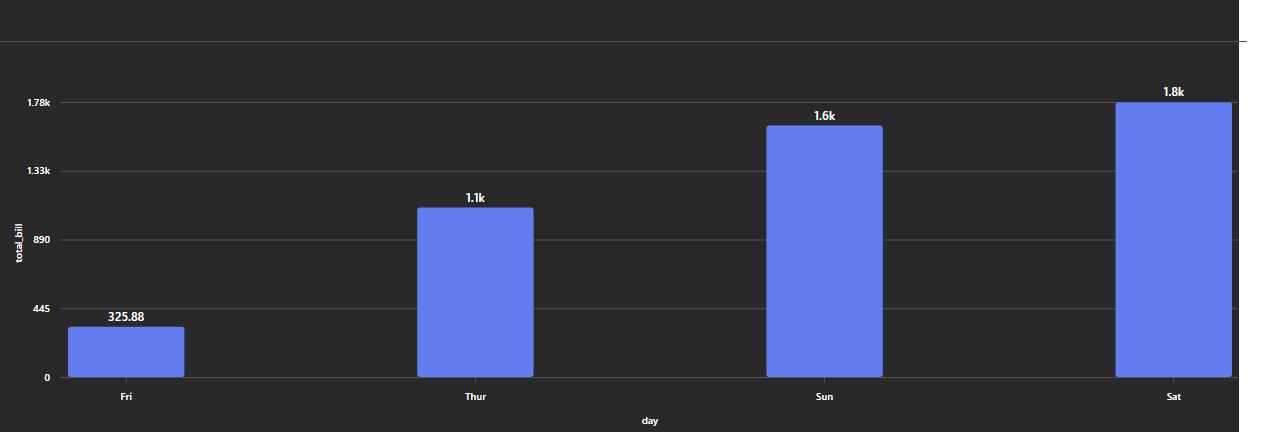 1.8k
1.78k
1.6k
1.33k
1.1k
890
total_bill
445
325.88
0
Fri
Thur
Sun
Sat
day